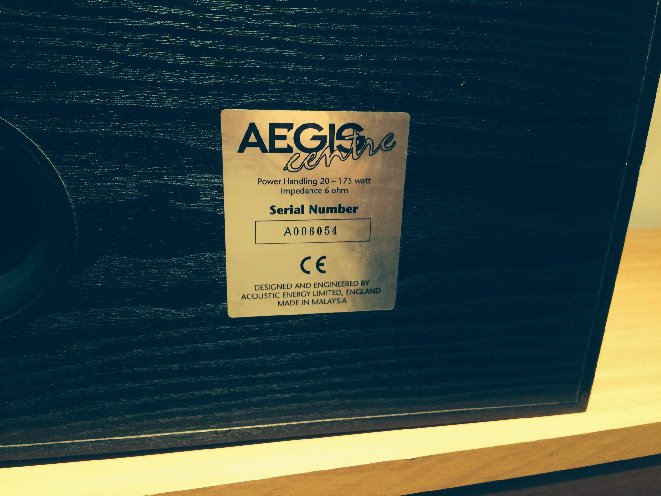 AEGIS
centre
Power Handling 20 – 175 watt
Impedance 6 ohm
Serial Number
A006054
CE
DESIGNED AND ENGINEERED BY
ACOUSTIC ENERGY LIMITED, ENGLAND
MADE IN MALAYSIA